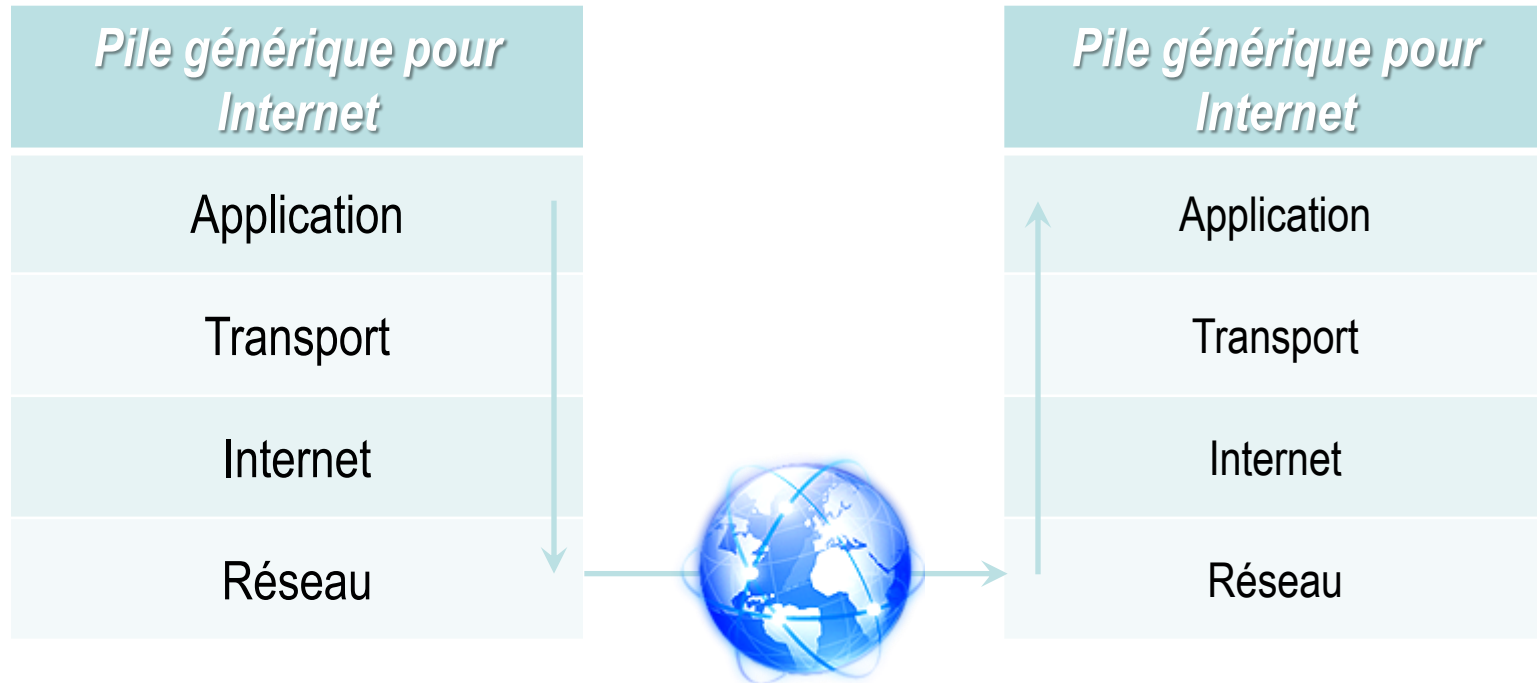 Pile générique pour
Internet
Application
Transport
Internet
Réseau
Pile générique pour
Internet
Application
Transport
Internet
Réseau